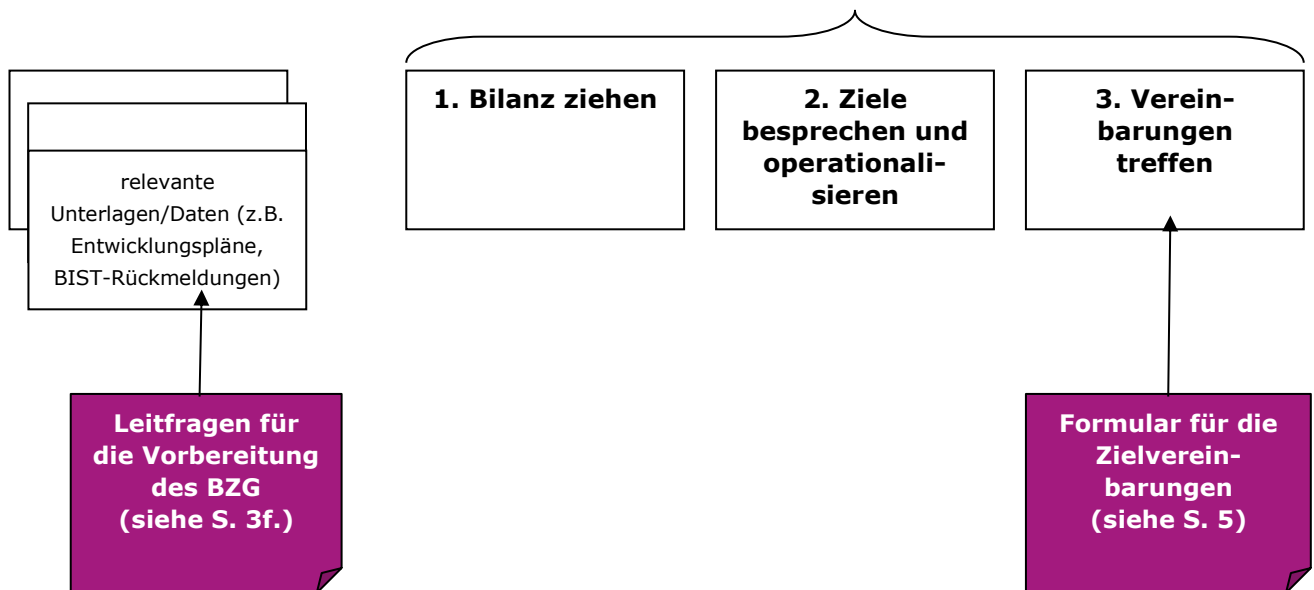 1. Bilanz ziehen
2. Ziele
besprechen und
operationali-
sieren
3. Verein-
barungen
treffen
relevante
Unterlagen/Daten (z.B.
Entwicklungspläne,
BIST-Rückmeldungen)
Leitfragen für
die Vorbereitung
des BZG
(siehe S. 3f.)
Formular für die
Zielverein-
barungen
(siehe S. 5)